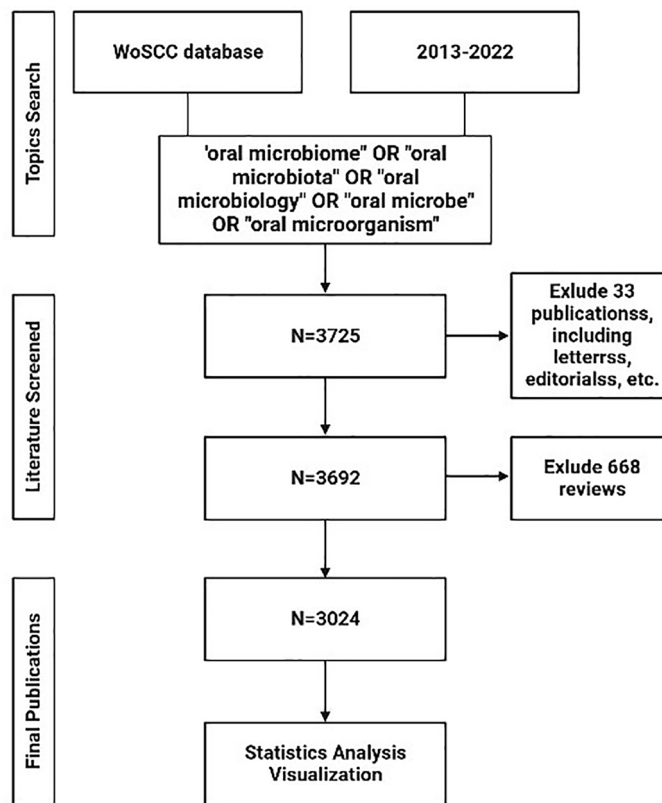 Topics Search
WoSCC database
2013-2022
'oral microbiome" OR "oral
microbiota" OR "oral
microbiology" OR "oral microbe"
OR "oral microorganism"
Literature Screened
N=3725
Exlude 33
publicationss,
including
letterrss,
editorialss, etc.
N=3692
Exlude 668
reviews
Final Publications
N=3024
Statistics Analysis
Visualization